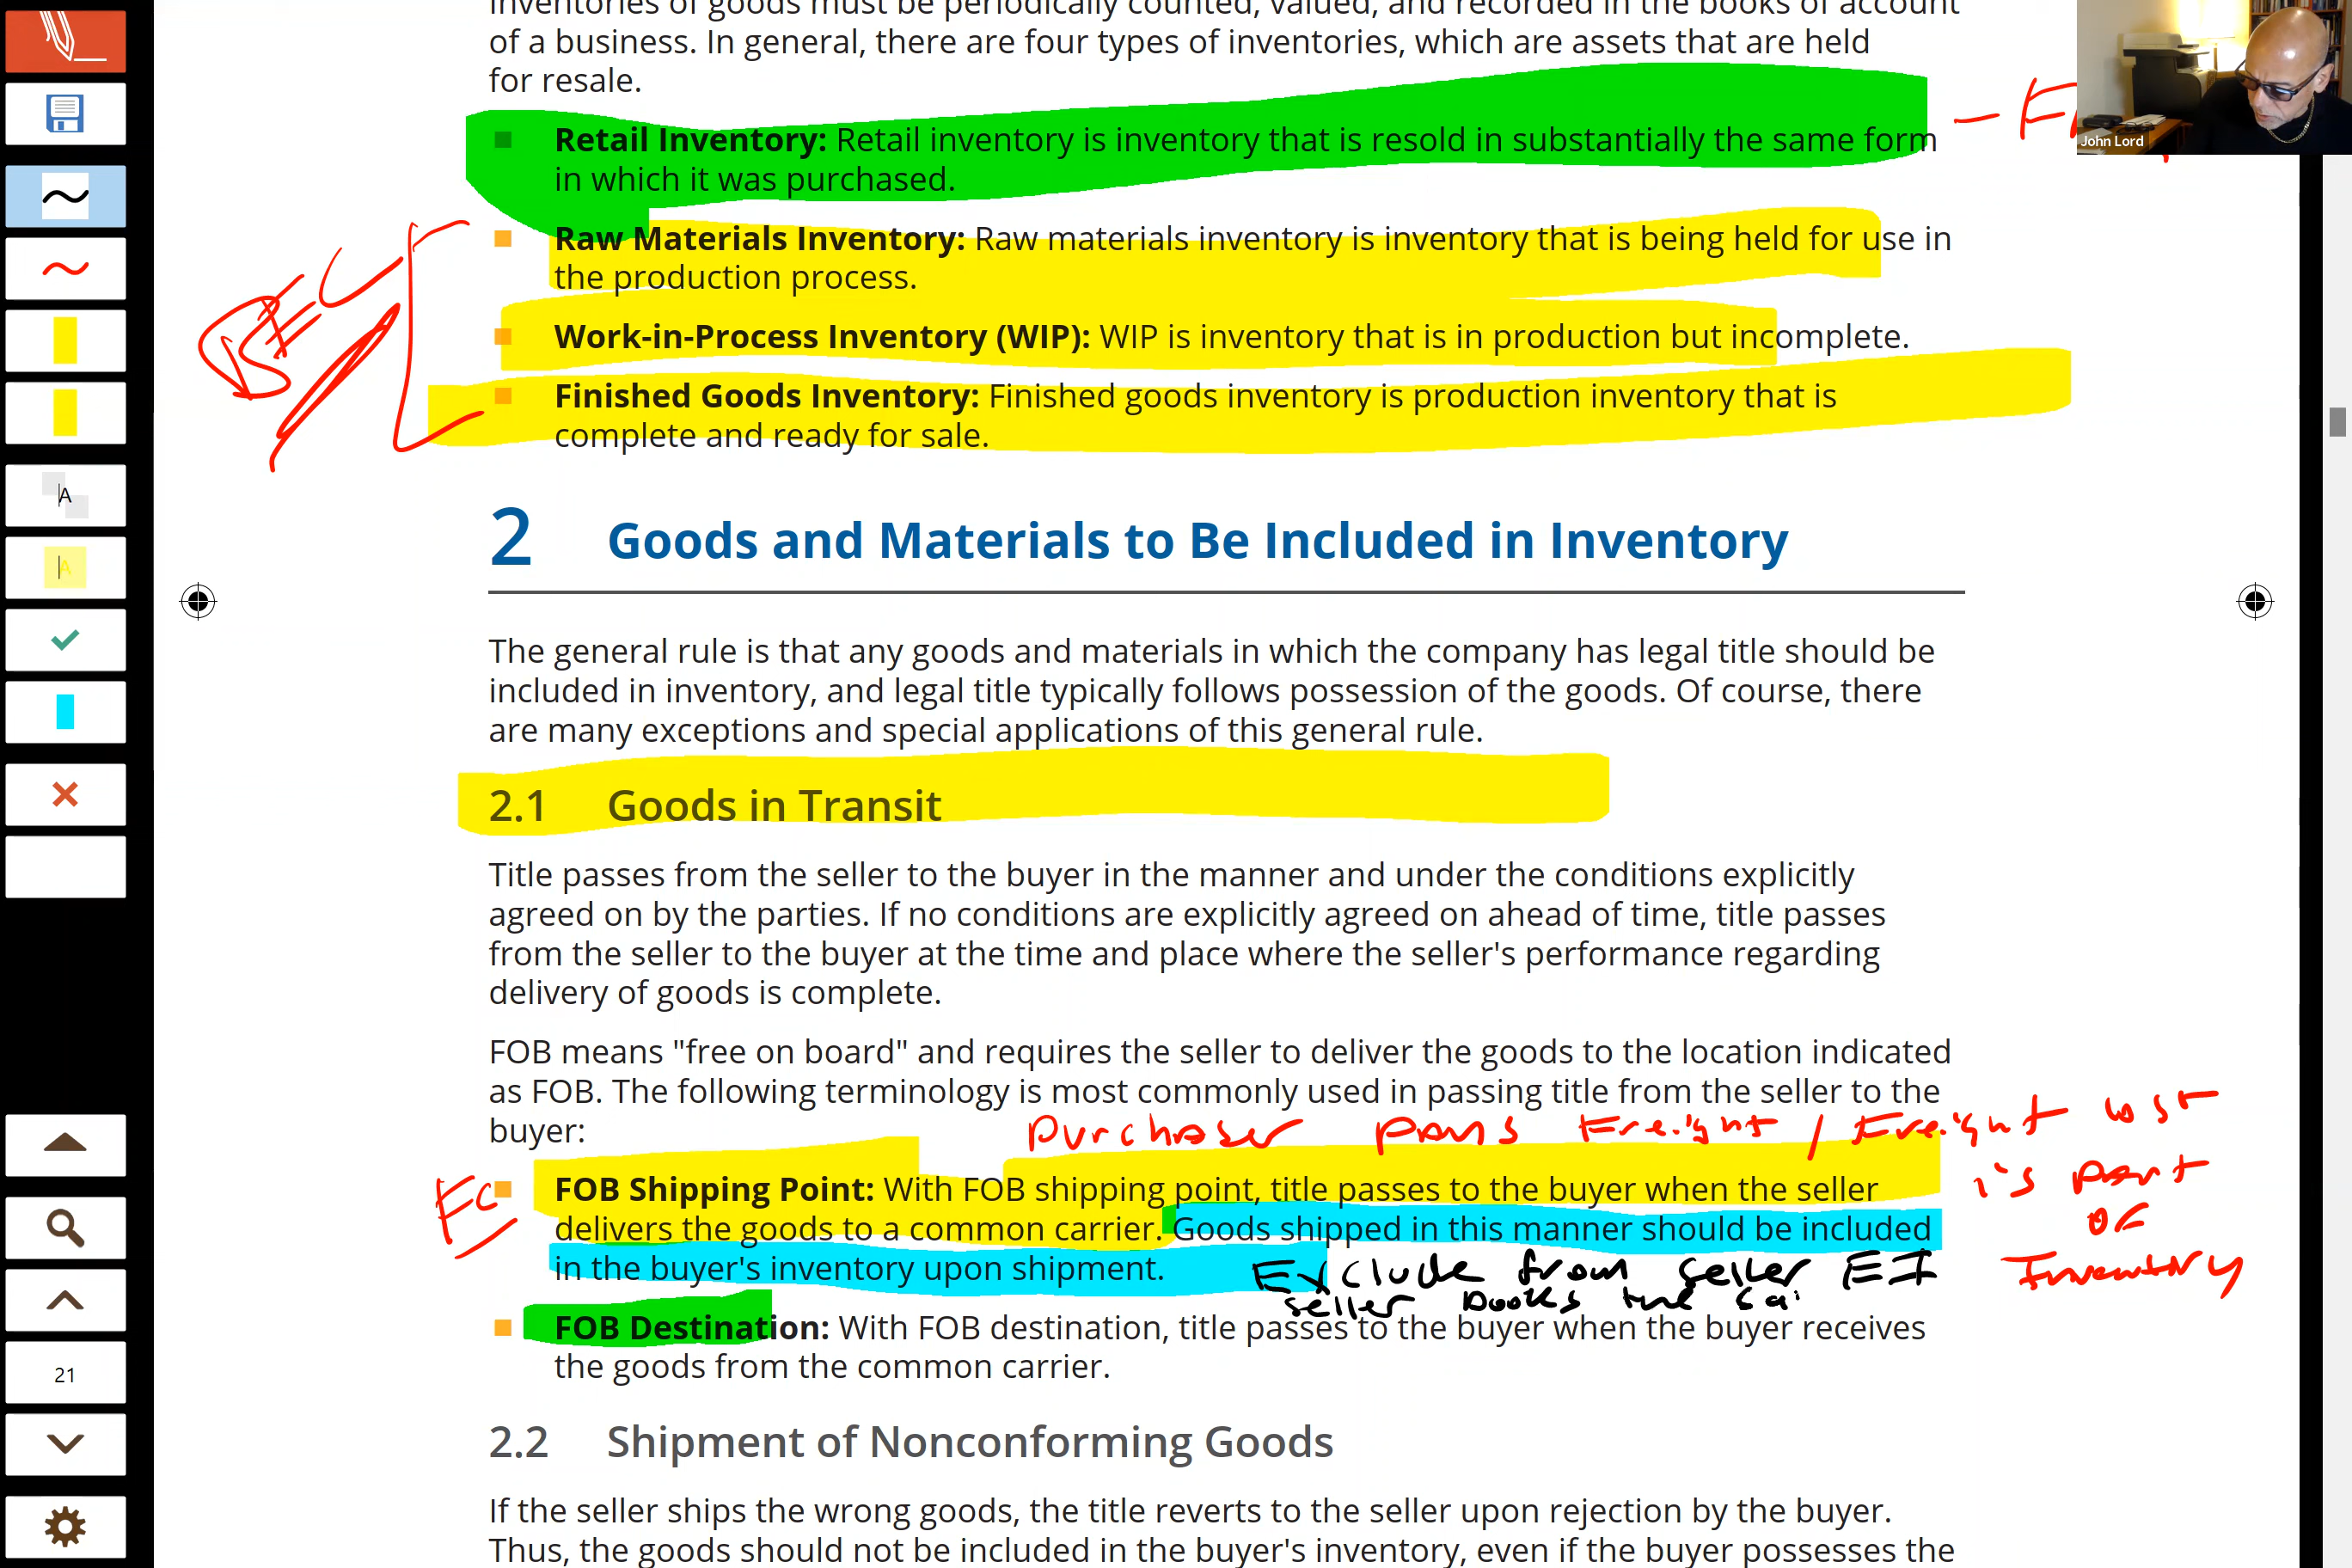 Inventories of goods must be periodically counted, valued, and recorded in the books of account
of a business. In general, there are four types of inventories, which are assets that are held
for resale.
Retail Inventory: Retail inventory is inventory that is resold in substantially the same form
in which it was purchased.
John Lord
Raw Materials Inventory: Raw materials inventory is inventory that is being held for use in
the production process.
Work-in-Process Inventory (WIP): WIP is inventory that is in production but incomplete.
Finished Goods Inventory: Finished goods inventory is production inventory that is
complete and ready for sale.
2 Goods and Materials to Be Included in Inventory
The general rule is that any goods and materials in which the company has legal title should be
included in inventory, and legal title typically follows possession of the goods. Of course, there
are many exceptions and special applications of this general rule.
2.1 Goods in Transit
Title passes from the seller to the buyer in the manner and under the conditions explicitly
agreed on by the parties. If no conditions are explicitly agreed on ahead of time, title passes
from the seller to the buyer at the time and place where the seller's performance regarding
delivery of goods is complete.
FOB means "free on board" and requires the seller to deliver the goods to the location indicated
as FOB. The following terminology is most commonly used in passing title from the seller to the
buyer:
Purchaser pays Freight / Freight cost
is part
of
Inventory
FOB Shipping Point: With FOB shipping point, title passes to the buyer when the seller
delivers the goods to a common carrier. Goods shipped in this manner should be included
in the buyer's inventory upon shipment.
Exclude from seller EI
seller books the
FOB Destination: With FOB destination, title passes to the buyer when the buyer receives
the goods from the common carrier.
2.2 Shipment of Nonconforming Goods
If the seller ships the wrong goods, the title reverts to the seller upon rejection by the buyer.
Thus, the goods should not be included in the buyer's inventory, even if the buyer possesses the
A
A
21